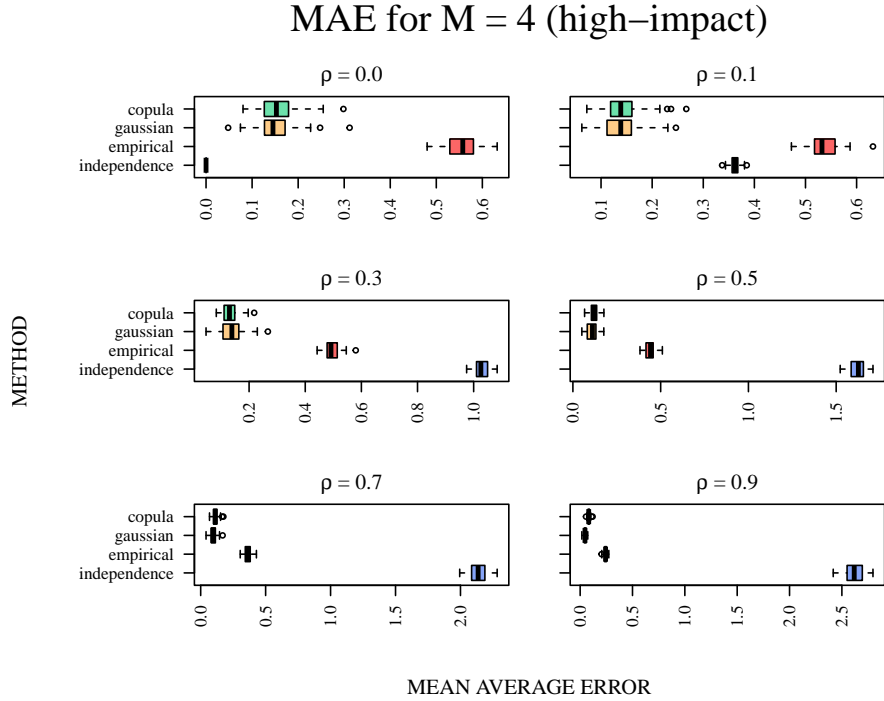 MAE for M = 4 (high−impact)
ρ = 0.0
ρ = 0.1
copula
gaussian
empirical
independence
0.0 0.1 0.2 0.3 0.4 0.5 0.6
0.1 0.2 0.3 0.4 0.5 0.6
ρ = 0.3
ρ = 0.5
copula
gaussian
empirical
independence
0.2 0.4 0.6 0.8 1.0
0.0 0.5 1.0 1.5
METHOD
ρ = 0.7
ρ = 0.9
copula
gaussian
empirical
independence
0.0 0.5 1.0 1.5 2.0
0.0 0.5 1.0 1.5 2.0 2.5
MEAN AVERAGE ERROR